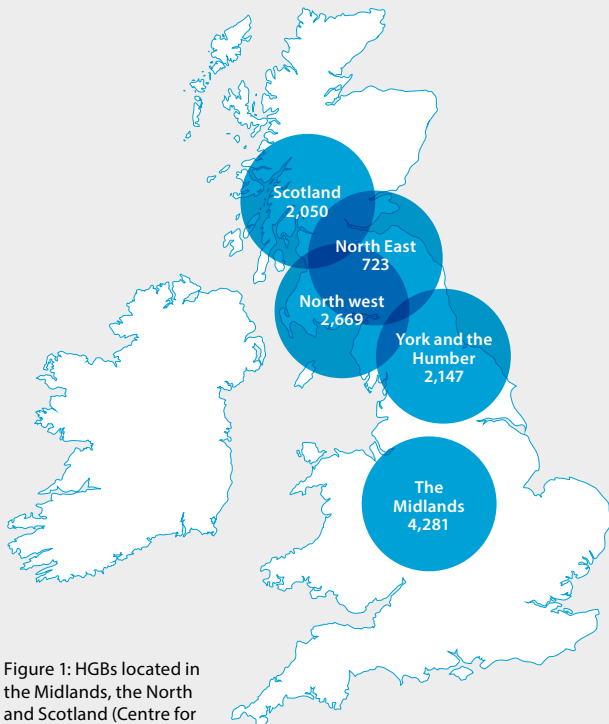 Scotland
2,050
North East
723
North west
2,669
York and the
Humber
2,147
The
Midlands
4,281
Figure 1: HGBs located in
the Midlands, the North
and Scotland (Centre for